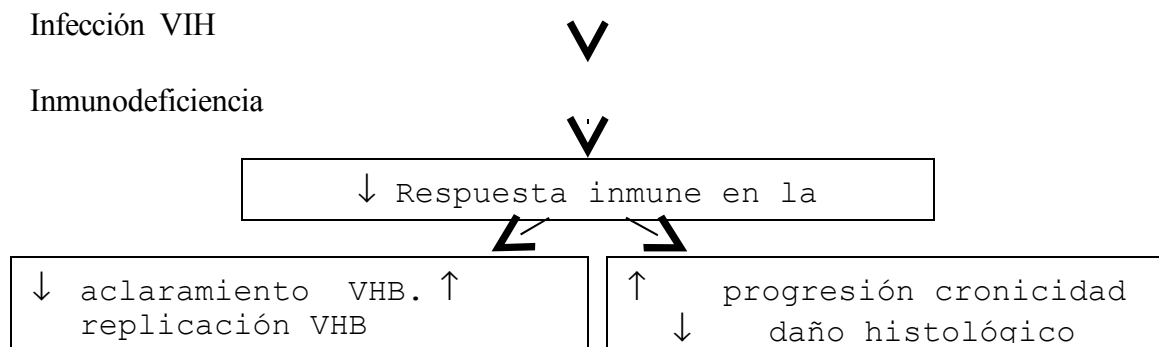 Infección VIH
Inmunodeficiencia
↓ Respuesta inmune en la
↓ aclaramiento VHB. ↑
replicación VHB
↑ progresión cronicidad
↓ daño histológico